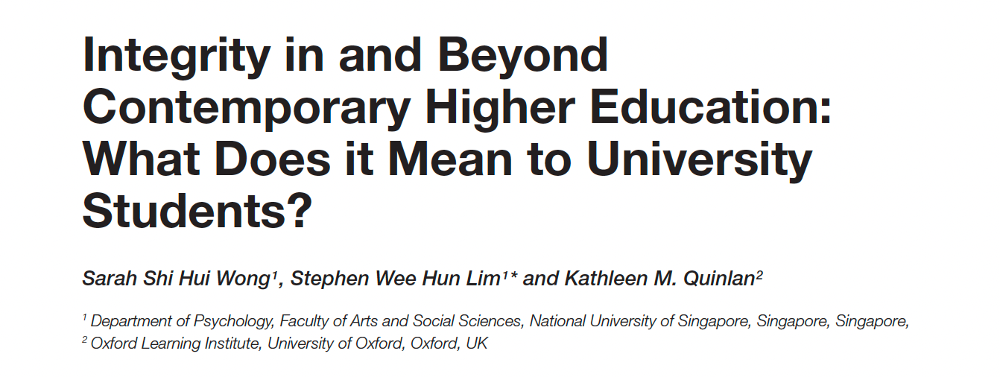 Integrity in and Beyond
Contemporary Higher Education:
What Does it Mean to University
Students?
Sarah Shi Hui Wong¹, Stephen Wee Hun Lim¹* and Kathleen M. Quinlan²
¹ Department of Psychology, Faculty of Arts and Social Sciences, National University of Singapore, Singapore, Singapore,
² Oxford Learning Institute, University of Oxford, Oxford, UK